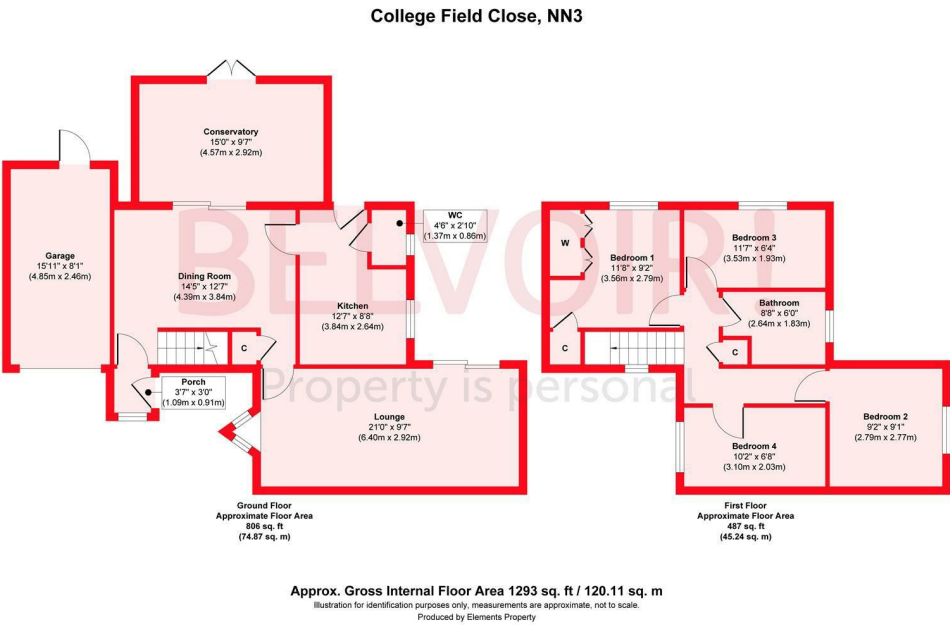 College Field Close, NN3
Conservatory
15'0" x 9'7"
(4.57m x 2.92m)
WC
4'6" x 2'10"
(1.37m x 0.86m)
BELVOIR!
Property is personal
Garage
15'11" x 8'1"
(4.85m x 2.46m)
Dining Room
14'5" x 12'7"
(4.39m x 3.84m)
Kitchen
12'7" x 8'8"
(3.84m x 2.64m)
C
Porch
3'7" x 3'0"
(1.09m x 0.91m)
Lounge
21'0" x 9'7"
(6.40m x 2.92m)
Ground Floor
Approximate Floor Area
806 sq. ft
(74.87 sq. m)
W
Bedroom 1
11'8" x 9'2"
(3.56m x 2.79m)
Bedroom 3
11'7" x 6'4"
(3.53m x 1.93m)
Bathroom
8'8" x 6'0"
(2.64m x 1.83m)
C
C
Bedroom 2
9'2" x 9'1"
(2.79m x 2.77m)
Bedroom 4
10'2" x 6'8"
(3.10m x 2.03m)
First Floor
Approximate Floor Area
487 sq. ft
(45.24 sq. m)
Approx. Gross Internal Floor Area 1293 sq. ft / 120.11 sq. m
Illustration for identification purposes only, measurements are approximate, not to scale.
Produced by Elements Property